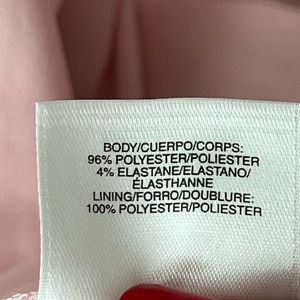 BODY/CUERPO/CORPS:
96% POLYESTER/POLIESTER
4% ELASTANE/ELASTANO/
ÉLASTHANNE
LINING/FORRO/DOUBLURE:
100% POLYESTER/POLIESTER